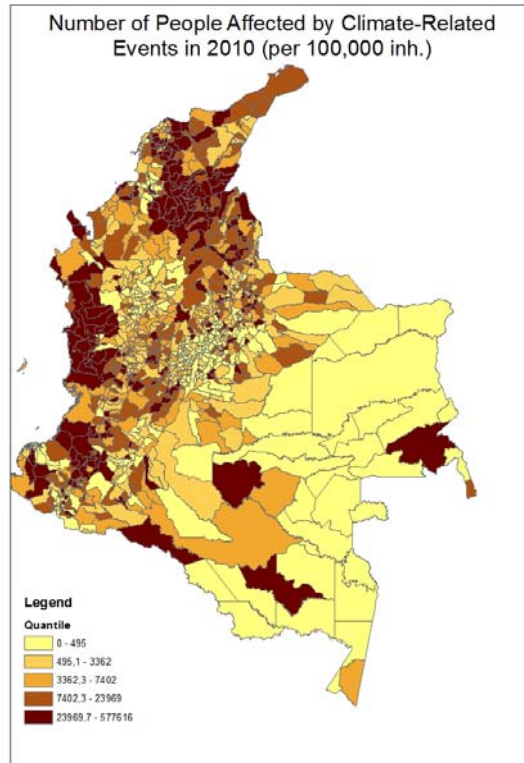 Number of People Affected by Climate-Related
Events in 2010 (per 100,000 inh.)
Legend
Quantile
0 - 495
495,1 - 3362
3362,3 - 7402
7402,3 - 23969
23969,7 - 577616